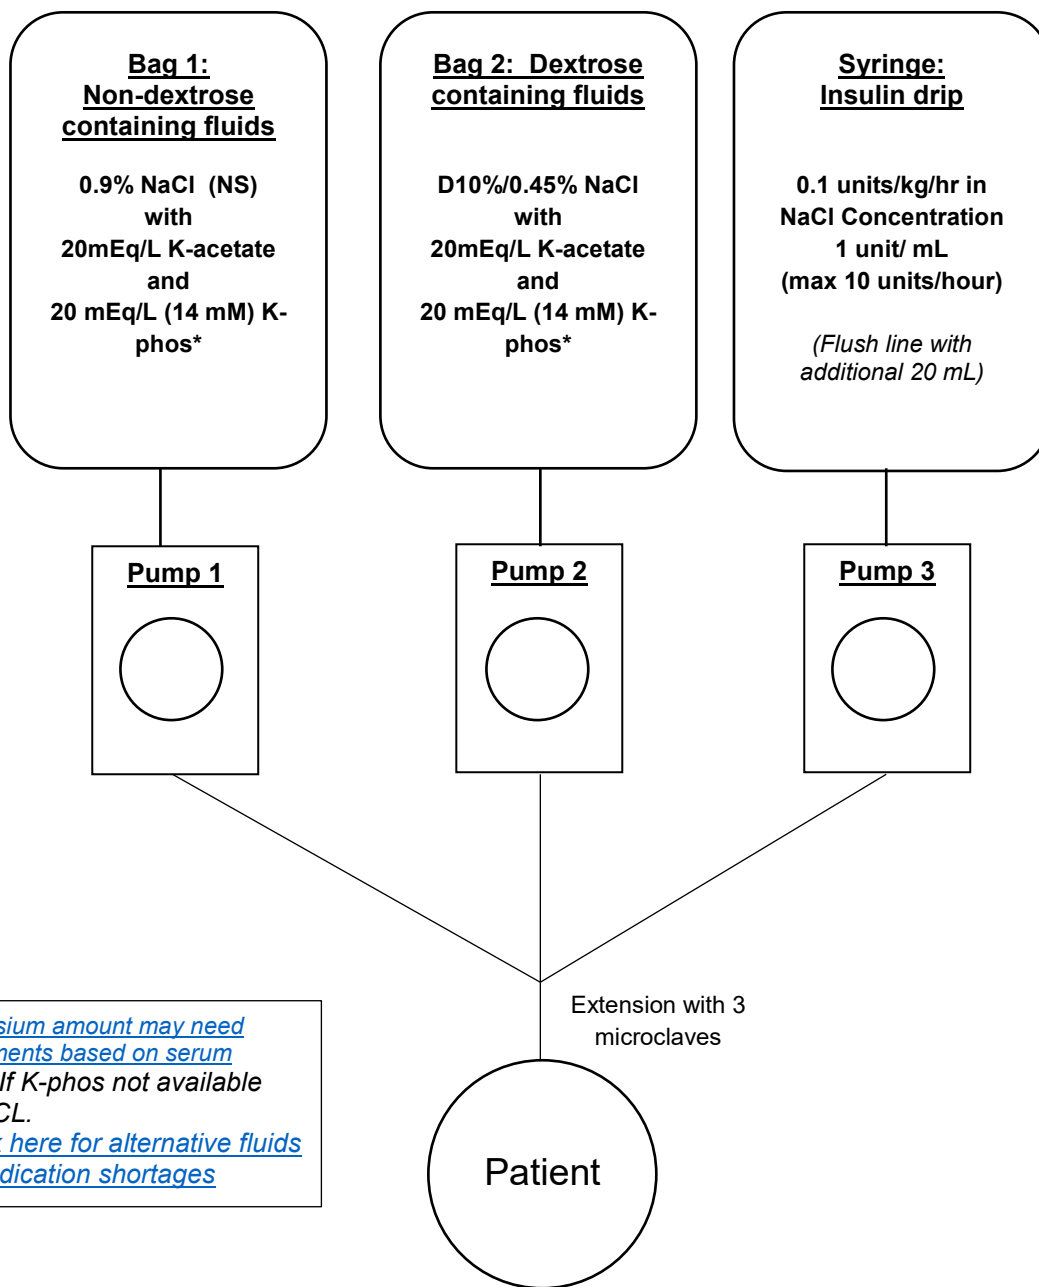 Bag 1:
Non-dextrose
containing fluids
0.9% NaCl (NS)
with
20mEq/L K-acetate
and
20 mEq/L (14 mM) K-
phos*
Bag 2: Dextrose
containing fluids
D10%/0.45% NaCl
with
20mEq/L K-acetate
and
20 mEq/L (14 mM) K-
phos*
Syringe:
Insulin drip
0.1 units/kg/hr in
NaCl Concentration
1 unit/ mL
(max 10 units/hour)
(Flush line with
additional 20 mL)
Pump 1
Pump 2
Pump 3
Extension with 3
microclaves
amount may need
based on serum
If K-phos not available
here for alternative fluids
shortages
Patient